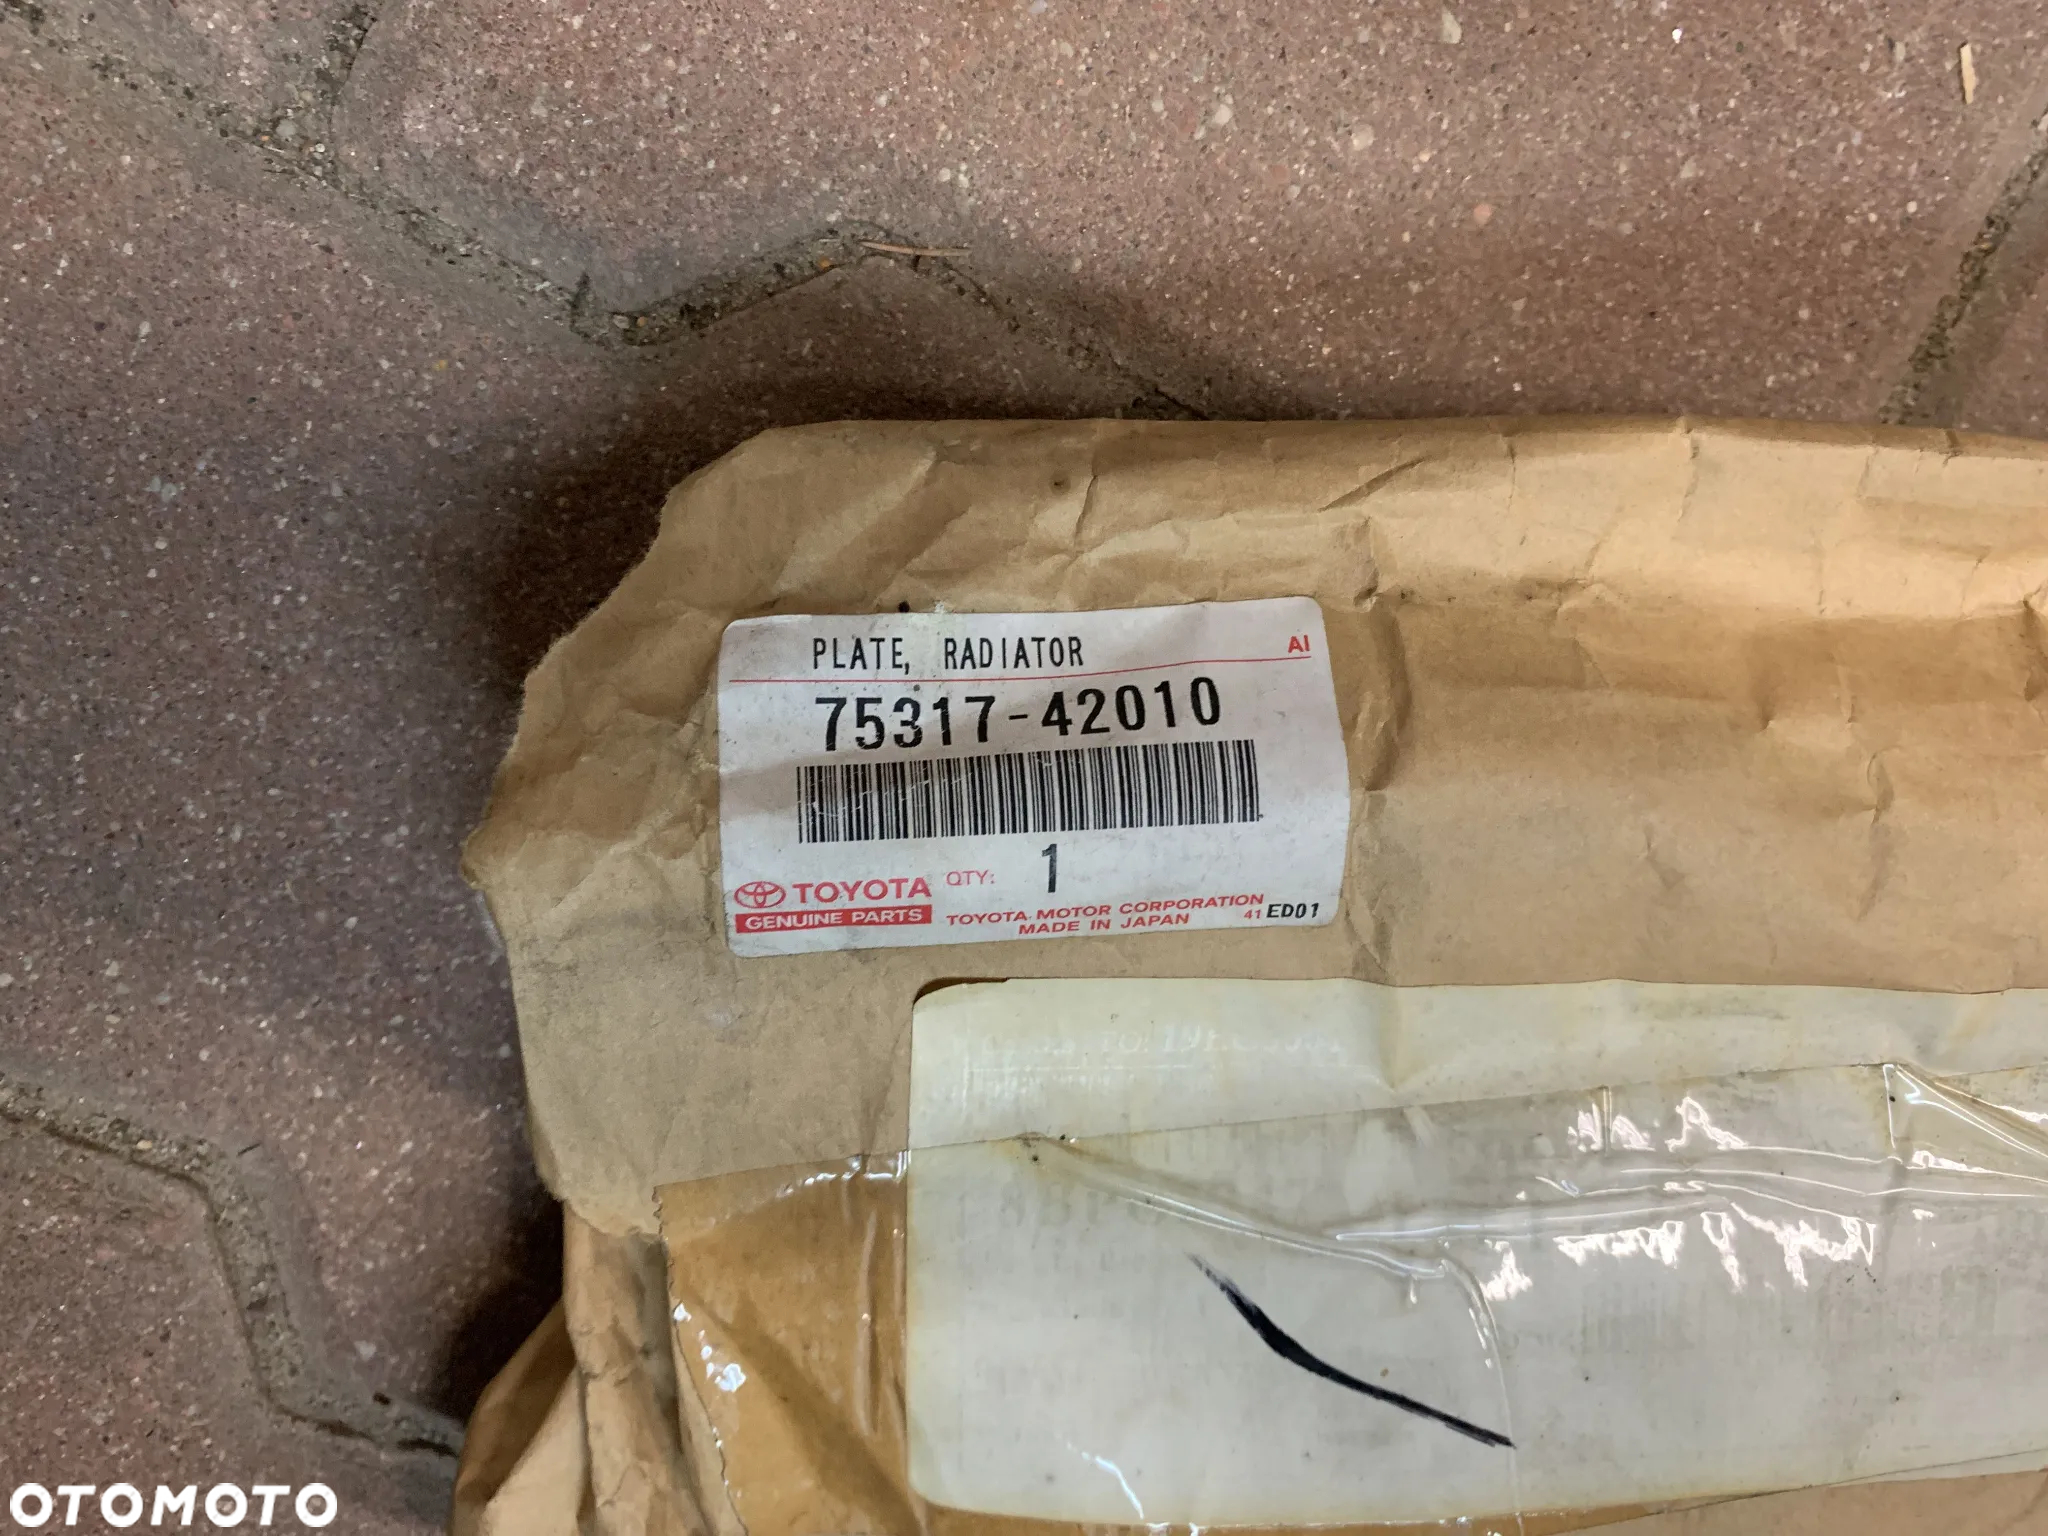 PLATE, RADIATOR AI
75317-42010
QTY: 1
TOYOTA
GENUINE PARTS
TOYOTA MOTOR CORPORATION
MADE IN JAPAN 41 ED01
OTOMOTO